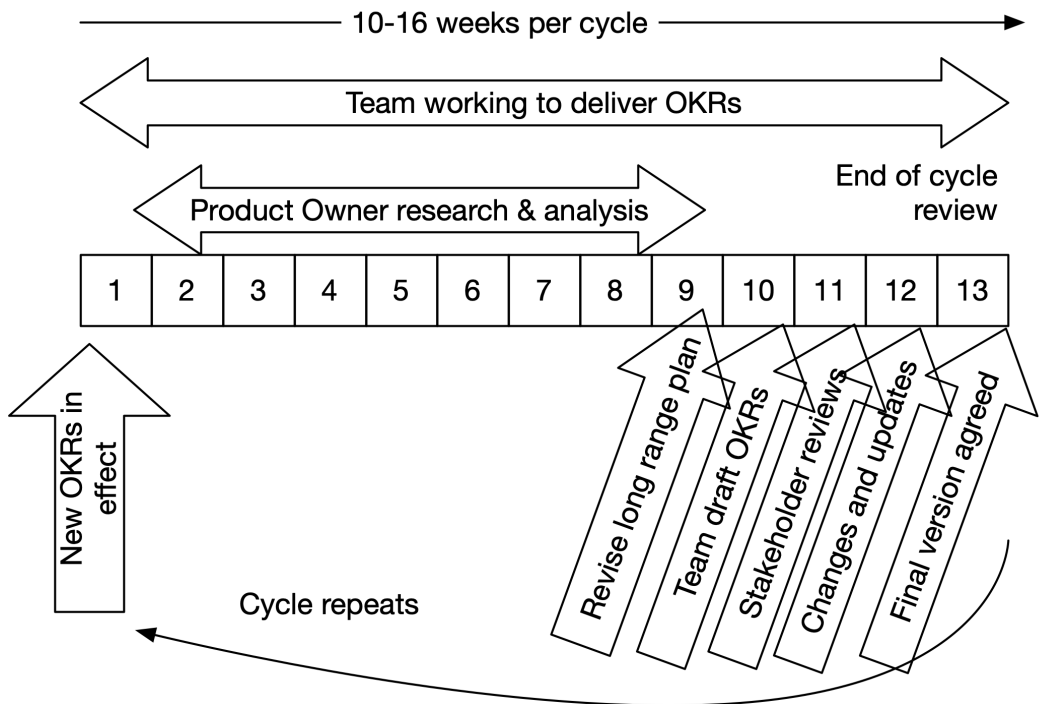 10-16 weeks per cycle
Team working to deliver OKRs
End of cycle
review
Product Owner research & analysis
1 2 3 4 5 6 7 8 9 10 11 12 13
New OKRs in
effect
Revise long range plan
Team draft OKRs
Stakeholder reviews
Changes and updates
Final version agreed
Cycle repeats